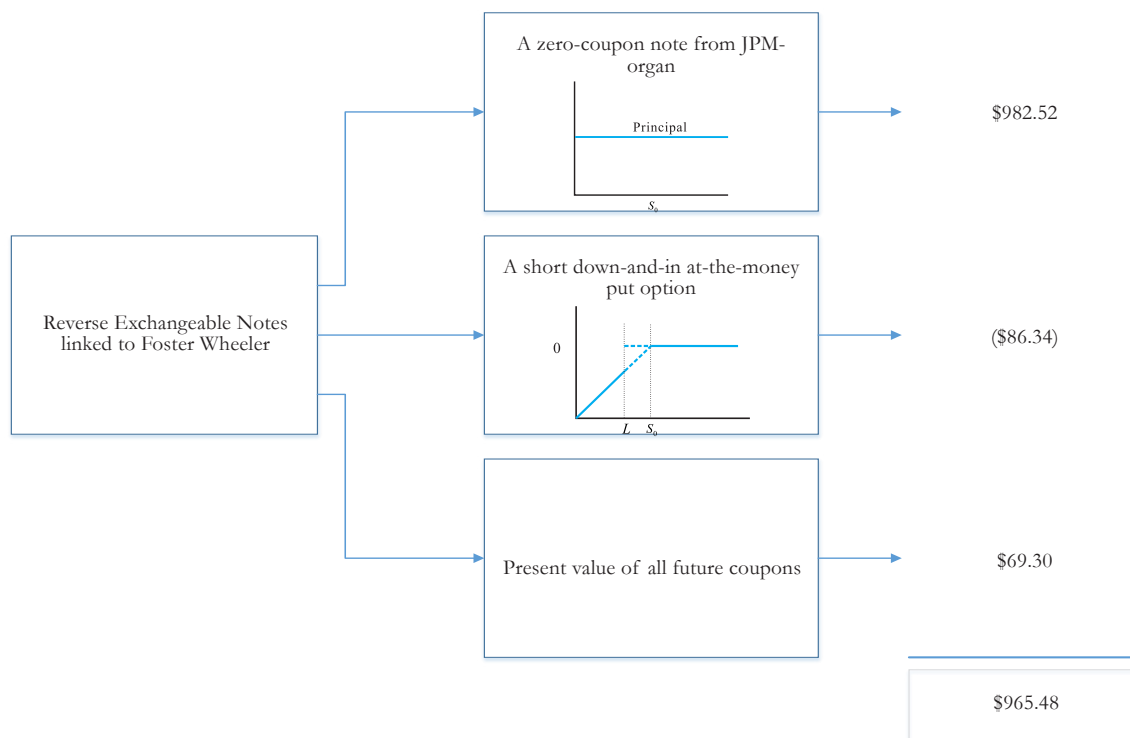 A zero-coupon note from JPM-
organ
Principal
S₀
$982.52
Reverse Exchangeable Notes
linked to Foster Wheeler
A short down-and-in at-the-money
put option
0
L S₀
($86.34)
Present value of all future coupons
$69.30
$965.48